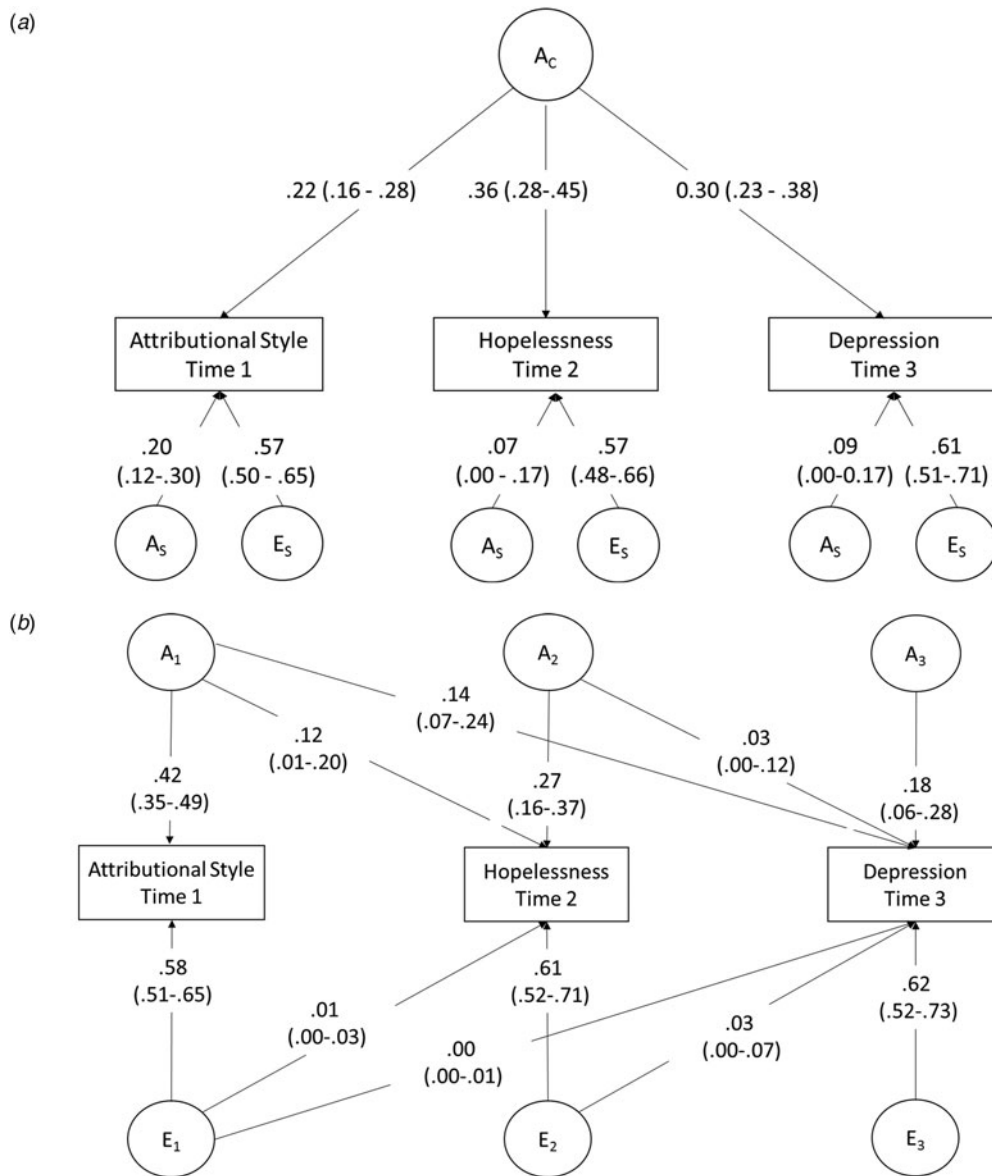 (a)
A_C
.22 (.16 - .28)
.36 (.28-.45)
0.30 (.23 - .38)
Attributional Style
Time 1
Hopelessness
Time 2
Depression
Time 3
.20
(.12-.30)
.57
(.50 - .65)
.07
(.00 - .17)
.57
(.48-.66)
.09
(.00-0.17)
.61
(.51-.71)
A_S
E_S
A_S
E_S
A_S
E_S
(b)
A_1
A_2
A_3
.14
(.07-.24)
.12
(.01-.20)
.03
(.00-.12)
.42
(.35-.49)
.27
(.16-.37)
.18
(.06-.28)
Attributional Style
Time 1
Hopelessness
Time 2
Depression
Time 3
.58
(.51-.65)
.01
(.00-.03)
.61
(.52-.71)
.00
(.00-.01)
.03
(.00-.07)
.62
(.52-.73)
E_1
E_2
E_3